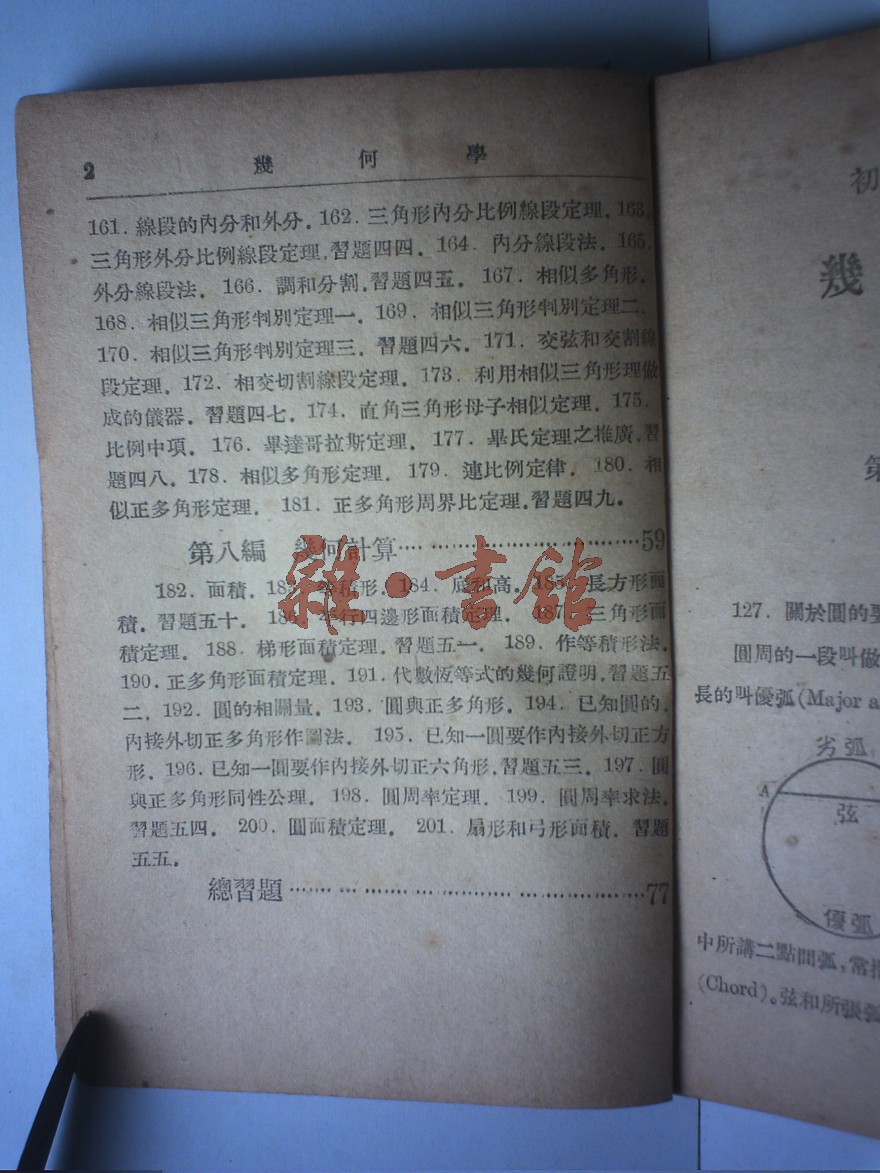 2 幾何學
161．線段的內分和外分．162．三角形內分比例線段定理．163．
三角形外分比例線段定理．習題四四．164．內分線段法．165．
外分線段法．166．調和分割．習題四五．167．相似多角形．
168．相似三角形判別定理一．169．相似三角形判別定理二．
170．相似三角形判別定理三．習題四六．171．交弦和交割線
段定理．172．相交切割線段定理．173．利用相似三角形理做
成的儀器．習題四七．174．直角三角形母子相似定理．175．
比例中項．176．畢達哥拉斯定理．177．畢氏定理之推廣．習
題四八．178．相似多角形定理．179．連比例定律．180．相
似正多角形定理．181．正多角形周界比定理．習題四九．
第八編 幾何計算……………………59
182．面積．183．等積形．184．底和高．185．長方形面
積．習題五十．186．平行四邊形面積定理．187．三角形面
積定理．188．梯形面積定理．習題五一．189．作等積形法．
190．正多角形面積定理．191．代數恆等式的幾何證明．習題五
二．192．圓的相關量．193．圓與正多角形．194．已知圓的．
內接外切正多角形作圖法．195．已知一圓要作內接外切正方
形．196．已知一圓要作內接外切正六角形．習題五三．197．圓
與正多角形同性公理．198．圓周率定理．199．圓周率求法．
習題五四．200．圓面積定理．201．扇形和弓形面積．習題
五五．
總習題……………………………77
雜·書館
初
幾
第
127．關於圓的要
圓周的一段叫做
長的叫優弧(Major a
劣弧
A
弦
優弧
中所講二點間弧，常指
(Chord)。弦和所張弧